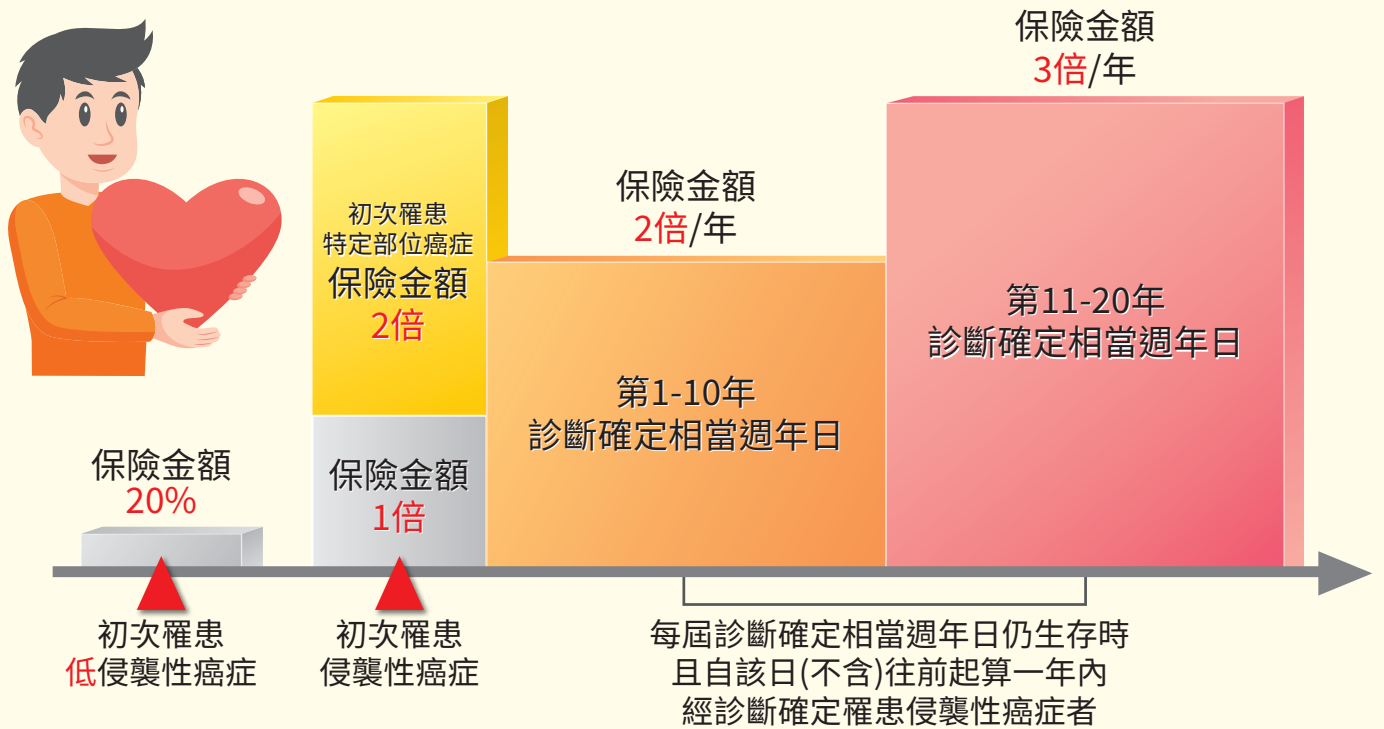 保險金額
20%
初次罹患
低侵襲性癌症
初次罹患
特定部位癌症
保險金額
2倍
保險金額
1倍
初次罹患
侵襲性癌症
保險金額
2倍/年
第1-10年
診斷確定相當週年日
保險金額
3倍/年
第11-20年
診斷確定相當週年日
每屆診斷確定相當週年日仍生存時
且自該日(不含)往前起算一年內
經診斷確定罹患侵襲性癌症者